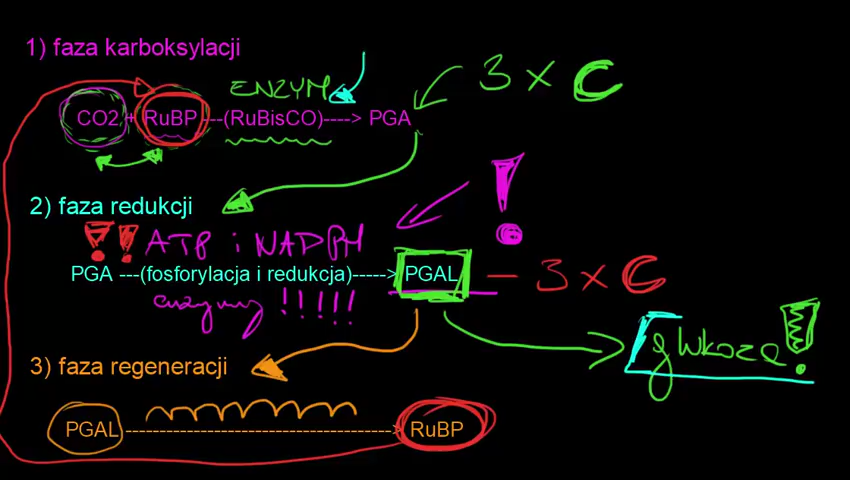 1) faza karboksylacji
3 x C
ENZYM
CO2 + RuBP ---(RuBisCO)----> PGA
2) faza redukcji
!
!! ATP i NADPH
PGA ---(fosforylacja i redukcja)-----> PGAL — 3 x C
enzymy !!!!!
glukoza !
3) faza regeneracji
PGAL ----------------------------------------> RuBP